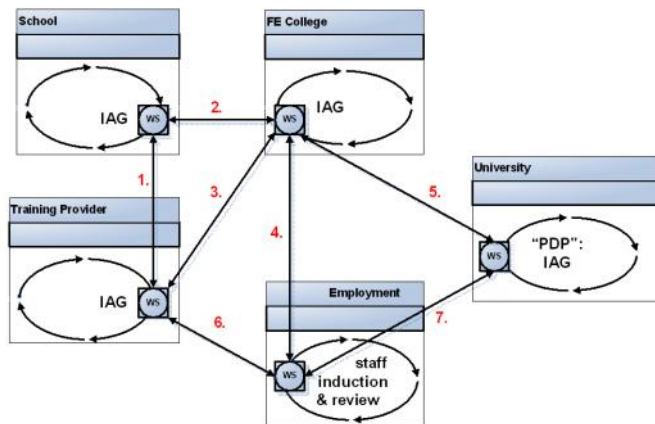 School
FE College
IAG
WS
2.
WS
IAG
1.
3.
4.
5.
University
Training Provider
WS
"PDP":
IAG
IAG
WS
Employment
6.
7.
WS
staff
induction
& review